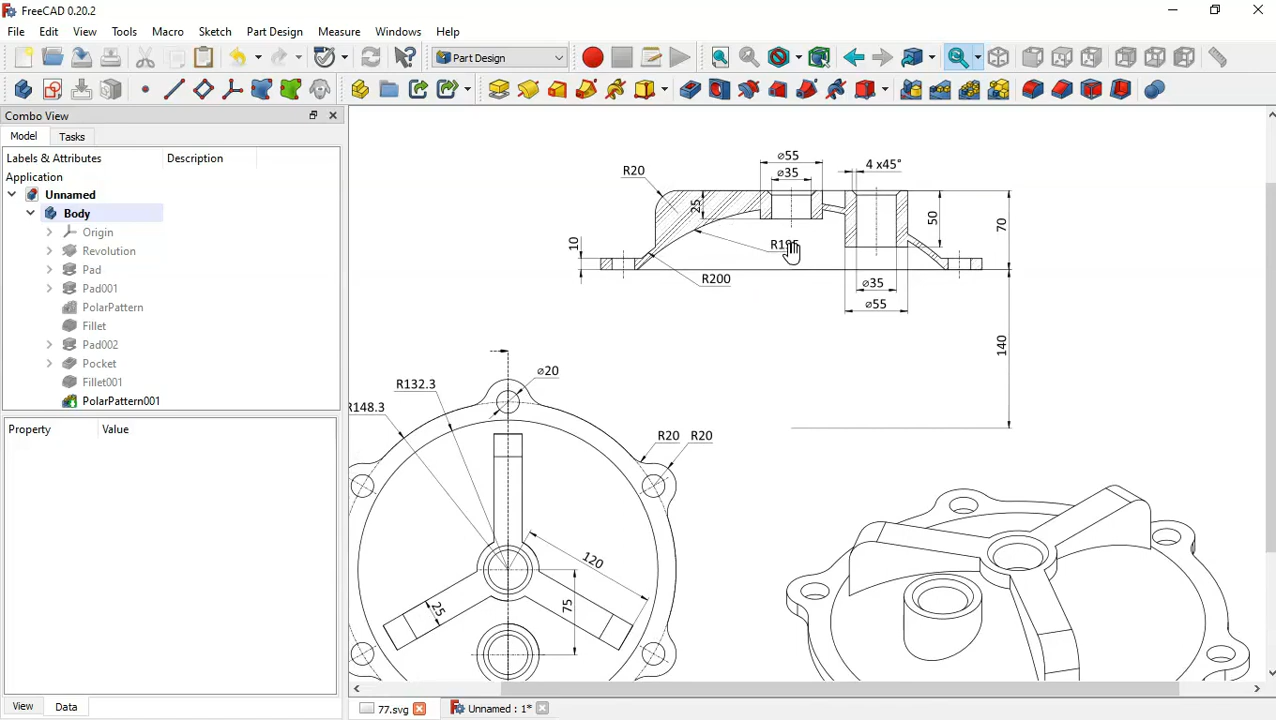 FreeCAD 0.20.2
File Edit View Tools Macro Sketch Part Design Measure Windows Help
Part Design
Combo View
Model Tasks
Labels & Attributes Description
Application
Unnamed
Body
Origin
Revolution
Pad
Pad001
PolarPattern
Fillet
Pad002
Pocket
Fillet001
PolarPattern001
Property Value
View Data
⌀55
4 x45°
R20
⌀35
25
50
70
10
R200
⌀35
⌀55
140
⌀20
R132.3
R148.3
R20 R20
120
25
75
77.svg
Unnamed : 1*